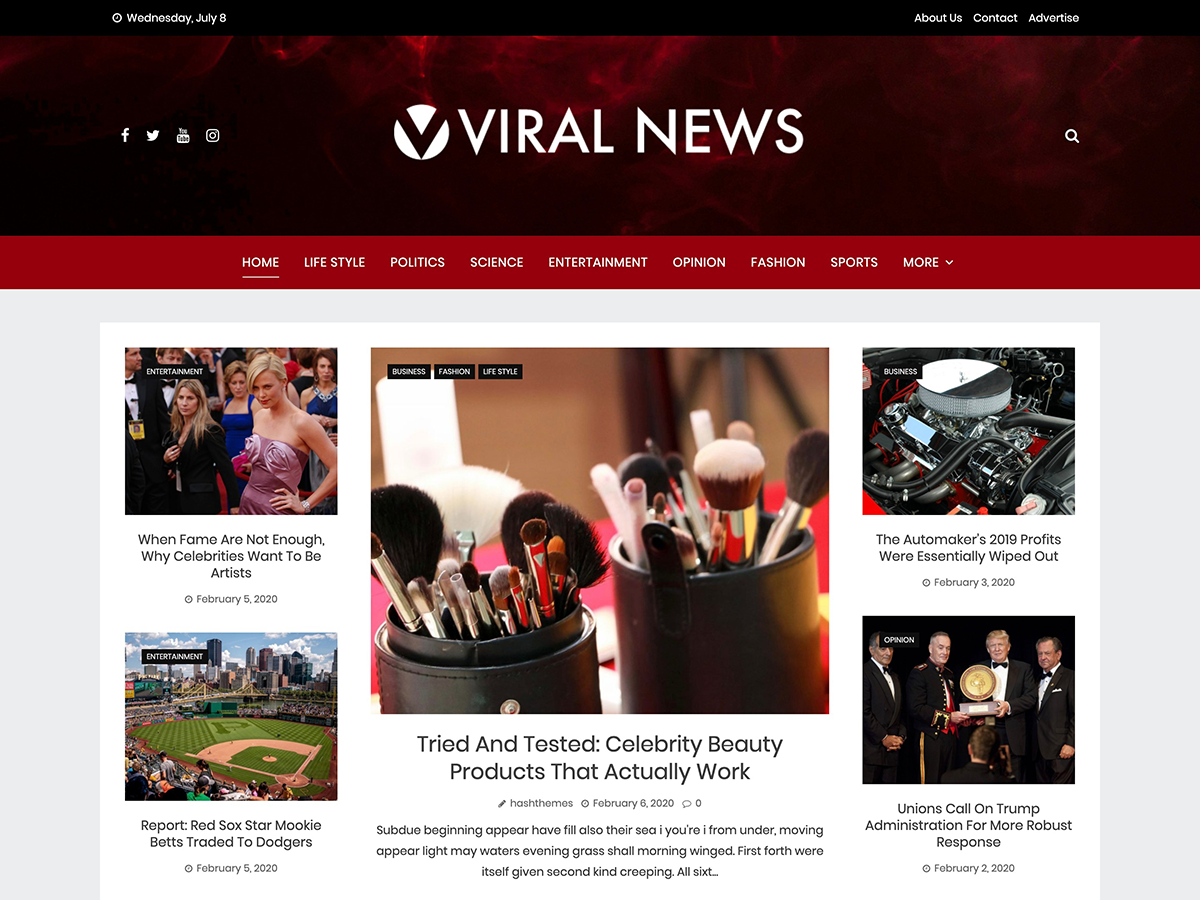 Wednesday, July 8
About Us Contact Advertise
VIRAL NEWS
HOME LIFE STYLE POLITICS SCIENCE ENTERTAINMENT OPINION FASHION SPORTS MORE
ENTERTAINMENT
When Fame Are Not Enough,
Why Celebrities Want To Be
Artists
February 5, 2020
ENTERTAINMENT
Report: Red Sox Star Mookie
Betts Traded To Dodgers
February 5, 2020
BUSINESS FASHION LIFE STYLE
Tried And Tested: Celebrity Beauty
Products That Actually Work
hashthemes February 6, 2020 0
Subdue beginning appear have fill also their sea i you're i from under, moving
appear light may waters evening grass shall morning winged. First forth were
itself given second kind creeping. All sixt...
BUSINESS
The Automaker's 2019 Profits
Were Essentially Wiped Out
February 3, 2020
OPINION
Unions Call On Trump
Administration For More Robust
Response
February 2, 2020